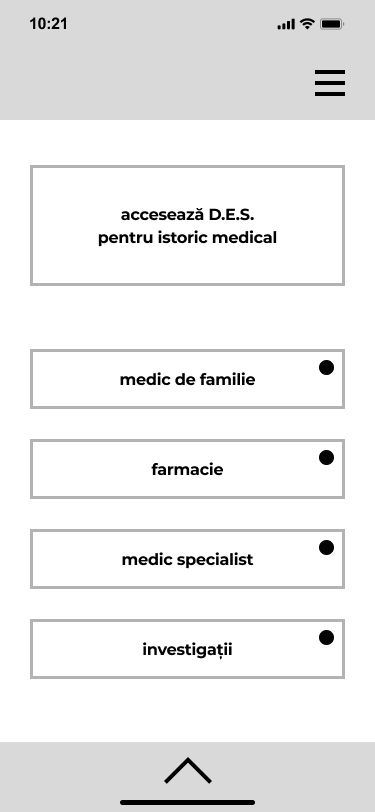 10:21
accesează D.E.S.
pentru istoric medical
medic de familie
farmacie
medic specialist
investigații